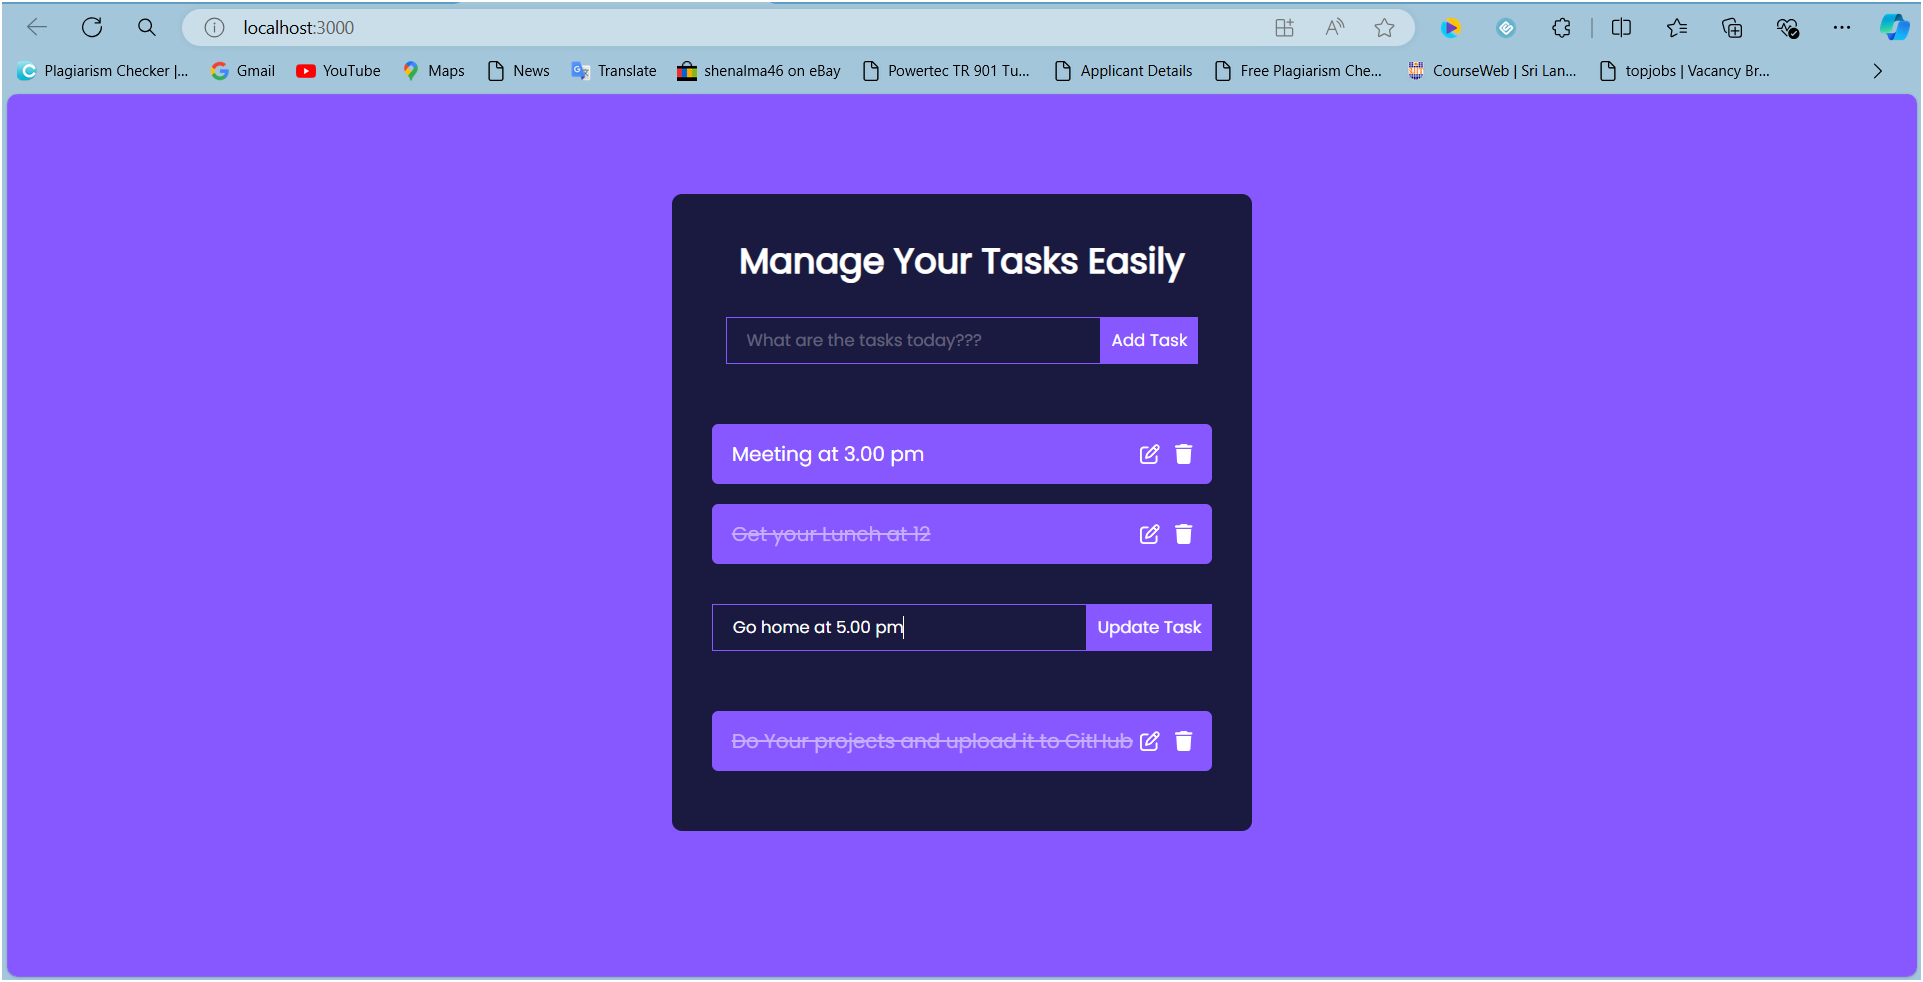 localhost:3000
Plagiarism Checker |... Gmail YouTube Maps News Translate shenalma46 on eBay Powertec TR 901 Tu... Applicant Details Free Plagiarism Che... CourseWeb | Sri Lan... topjobs | Vacancy Br...
Manage Your Tasks Easily
What are the tasks today??? Add Task
Meeting at 3.00 pm
Get your Lunch at 12
Go home at 5.00 pm Update Task
Do Your projects and upload it to GitHub